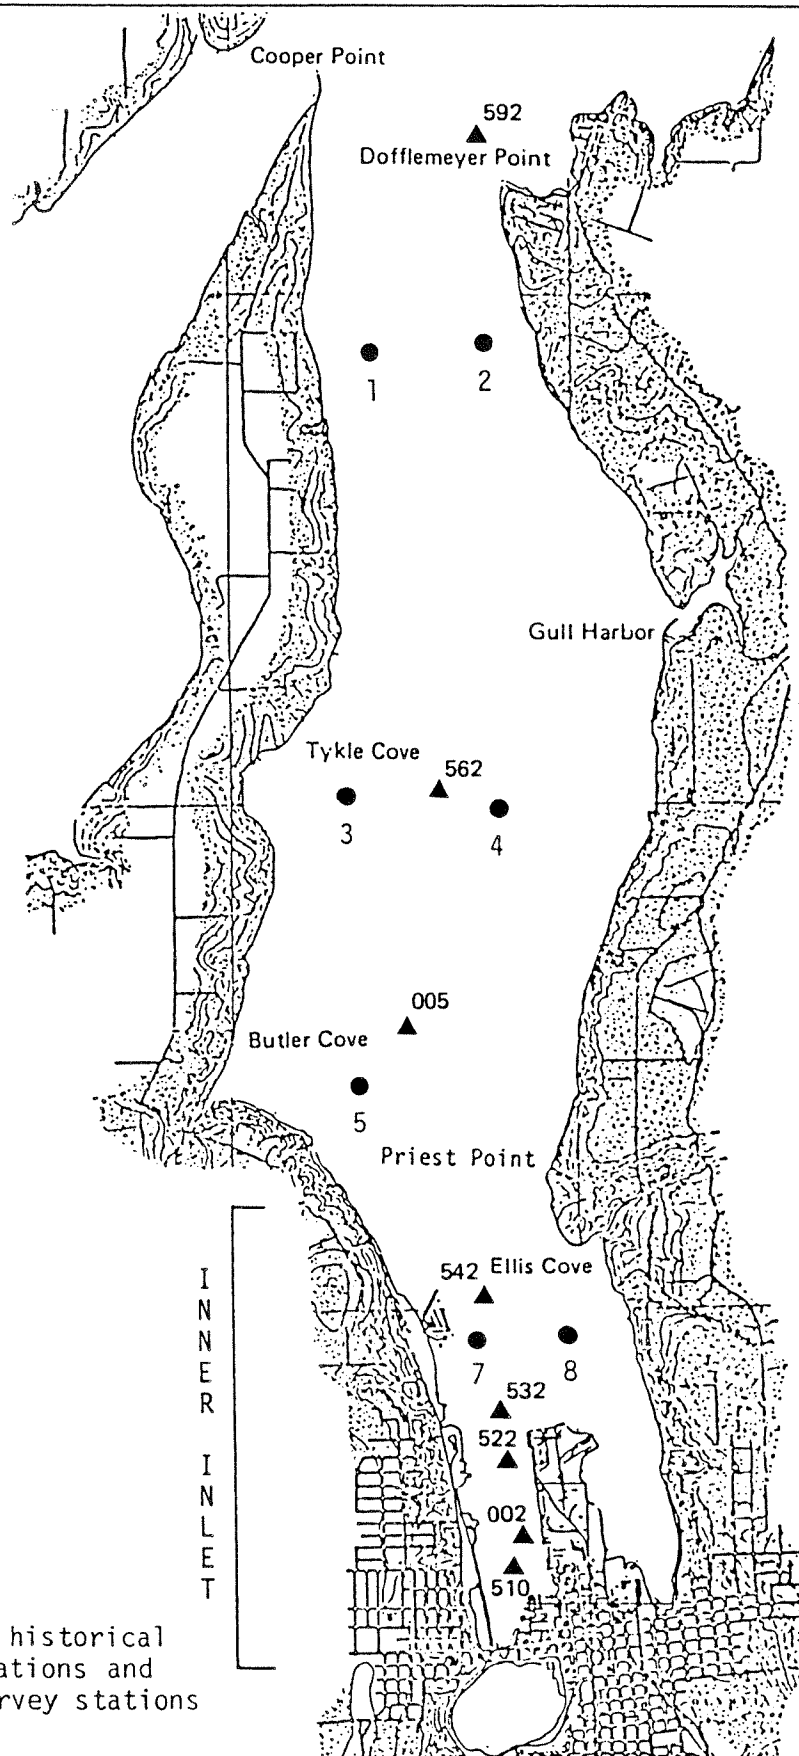 Cooper Point
592
Dofflemeyer Point
1
2
Gull Harbor
Tykle Cove
562
3
4
005
Butler Cove
5
Priest Point
542 Ellis Cove
7
8
532
522
002
510
INNER INLET
historical
ations and
rvey stations